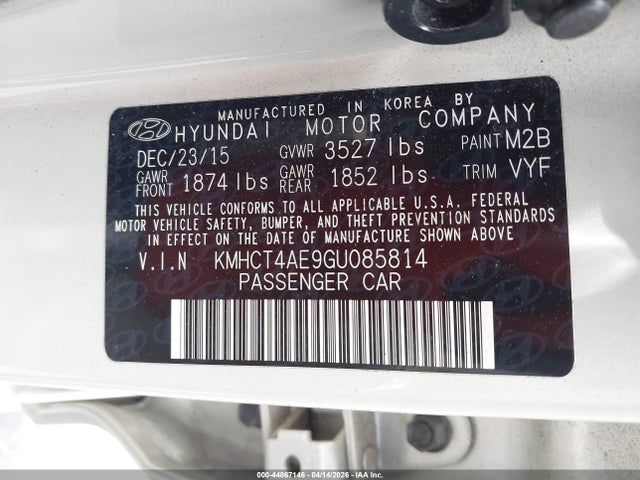 MANUFACTURED IN KOREA BY
HYUNDAI MOTOR COMPANY
DEC/23/15 GVWR 3527 lbs PAINT M2B
GAWR FRONT 1874 lbs GAWR REAR 1852 lbs TRIM VYF
THIS VEHICLE CONFORMS TO ALL APPLICABLE U.S.A. FEDERAL
MOTOR VEHICLE SAFETY, BUMPER, AND THEFT PREVENTION STANDARDS
IN EFFECT ON THE DATE OF MANUFACTURE SHOWN ABOVE
V.I.N KMHCT4AE9GU085814
PASSENGER CAR
000-44867146 - 04/14/2026 - IAA Inc.